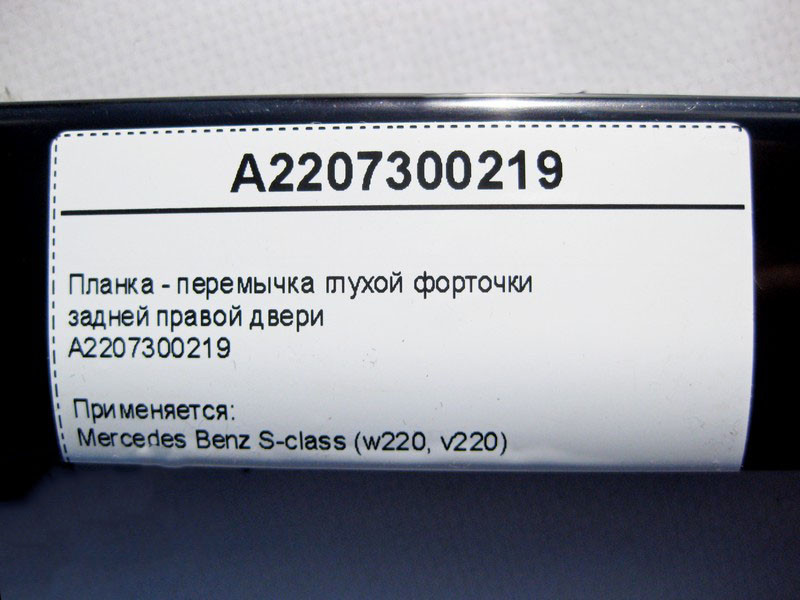 A2207300219
Планка - перемычка глухой форточки
задней правой двери
A2207300219
Применяется:
Mercedes Benz S-class (w220, v220)